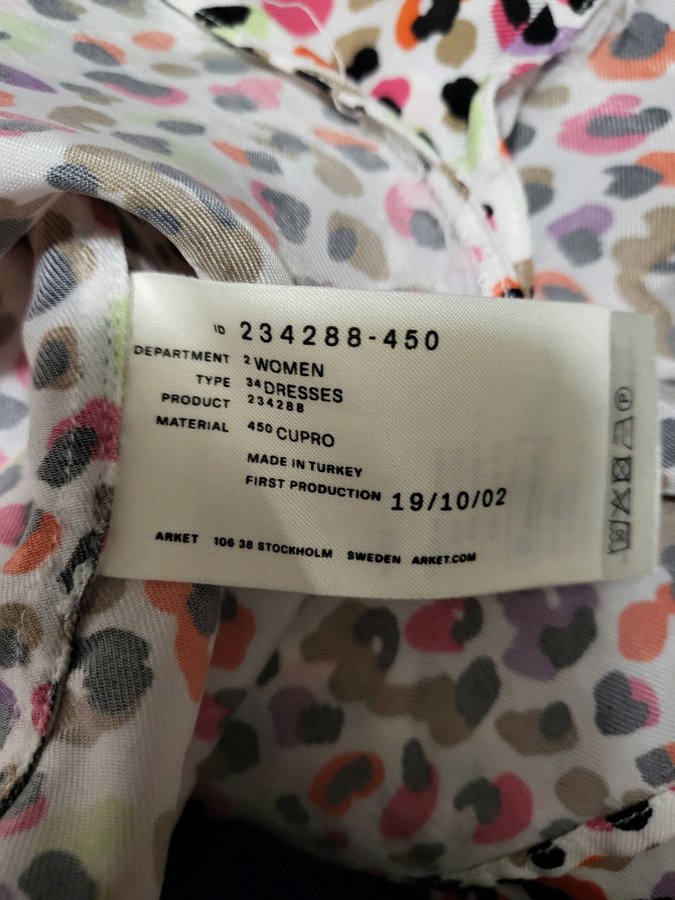 ID 234288-450
DEPARTMENT 2 WOMEN
TYPE 34 DRESSES
PRODUCT 234288
MATERIAL 450 CUPRO
MADE IN TURKEY
FIRST PRODUCTION 19/10/02
ARKET 106 38 STOCKHOLM SWEDEN ARKET.COM
30
P